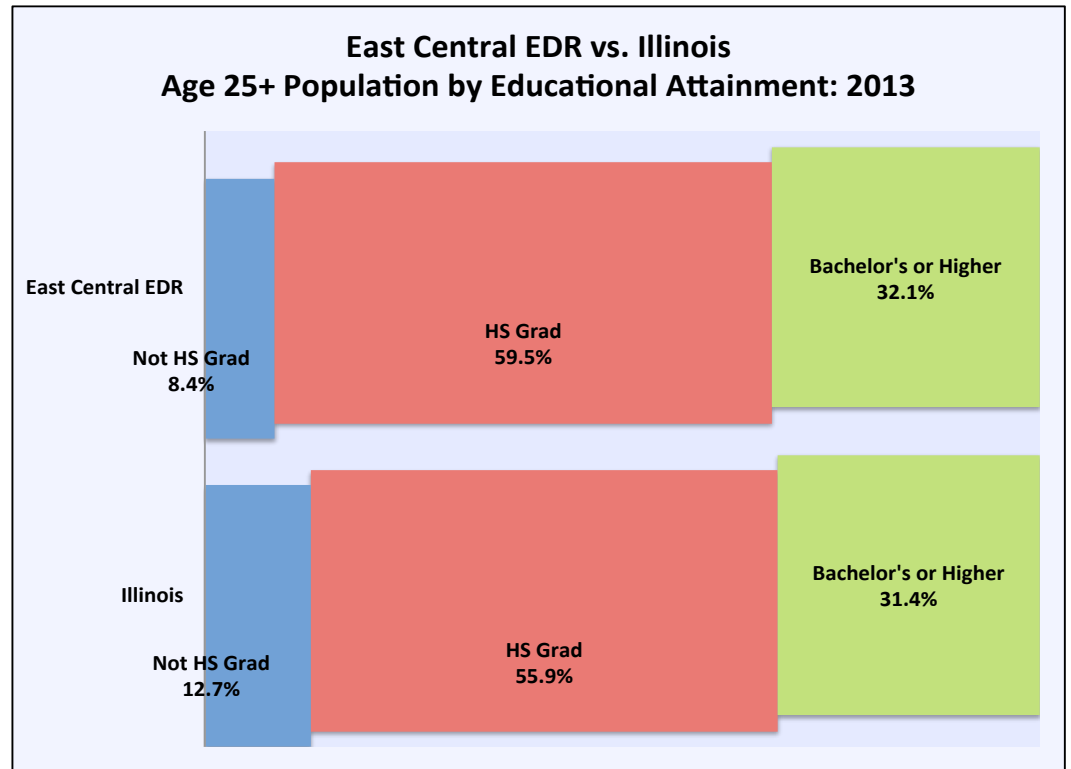 East Central EDR vs. Illinois
Age 25+ Population by Educational Attainment: 2013
East Central EDR
Not HS Grad
8.4%
HS Grad
59.5%
Bachelor's or Higher
32.1%
Illinois
Not HS Grad
12.7%
HS Grad
55.9%
Bachelor's or Higher
31.4%